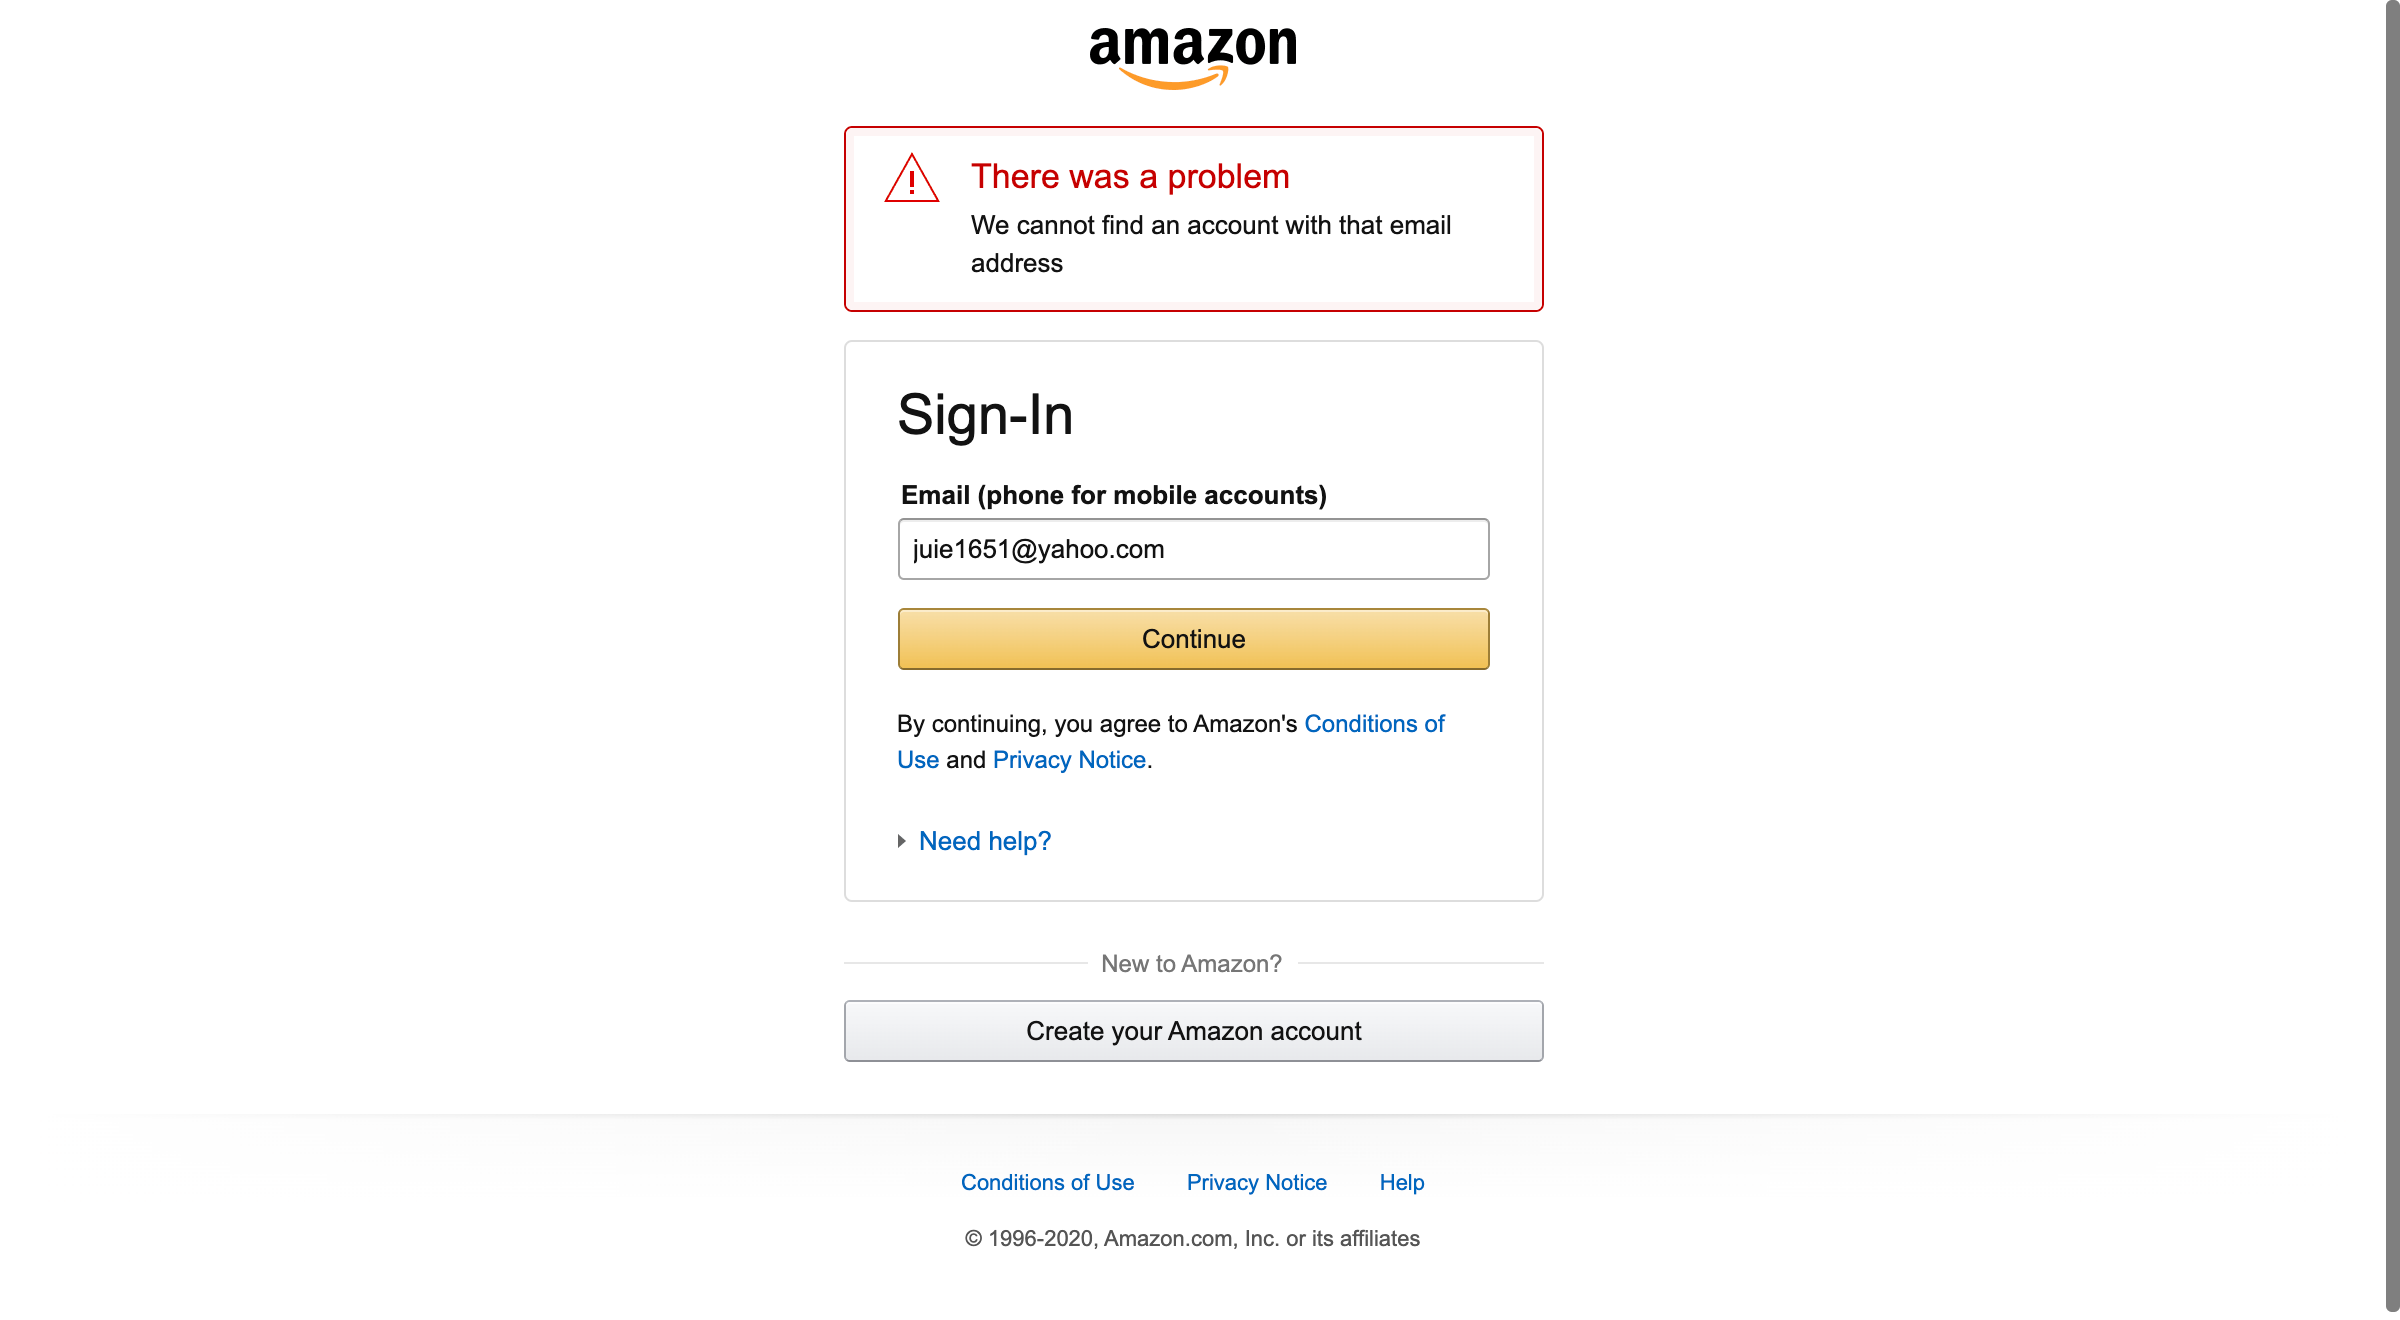 amazon
There was a problem
We cannot find an account with that email
address
Sign-In
Email (phone for mobile accounts)
juie1651@yahoo.com
Continue
By continuing, you agree to Amazon's Conditions of
Use and Privacy Notice.
Need help?
New to Amazon?
Create your Amazon account
Conditions of Use Privacy Notice Help
© 1996-2020, Amazon.com, Inc. or its affiliates